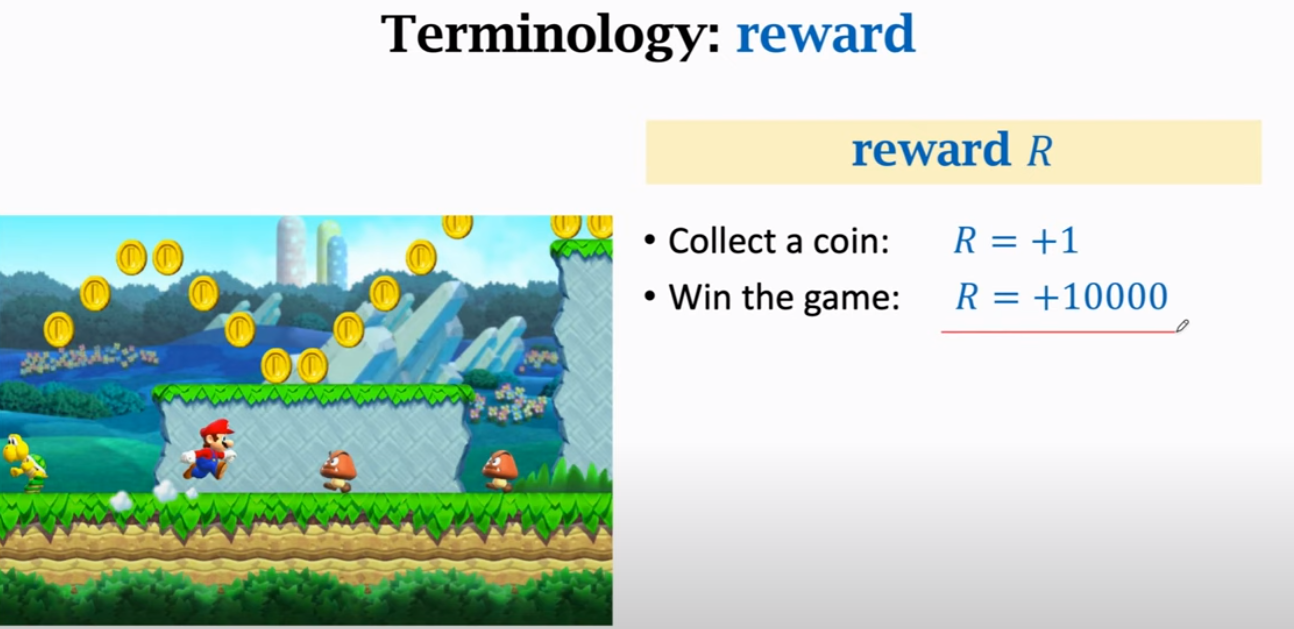 Terminology: reward
reward R
• Collect a coin: R = +1
• Win the game: R = +10000